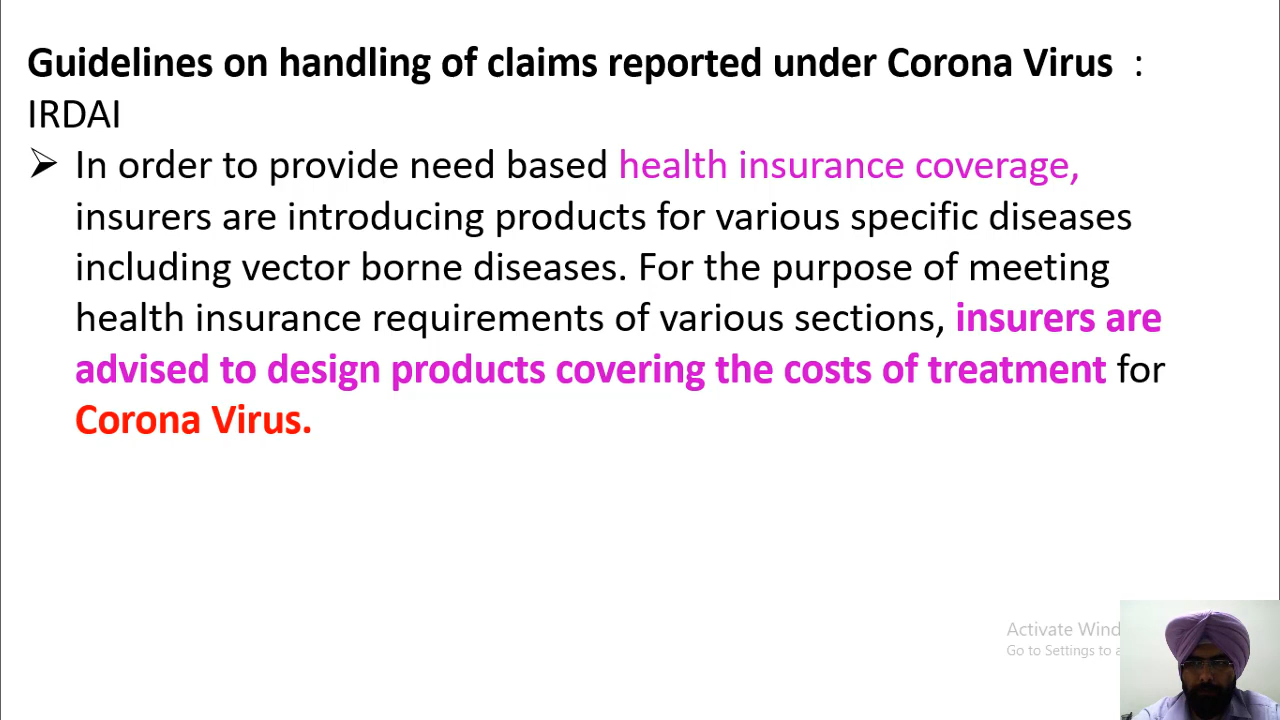 Guidelines on handling of claims reported under Corona Virus :
IRDAI
➢ In order to provide need based health insurance coverage,
insurers are introducing products for various specific diseases
including vector borne diseases. For the purpose of meeting
health insurance requirements of various sections, insurers are
advised to design products covering the costs of treatment for
Corona Virus.
Activate Wind
Go to Settings to a